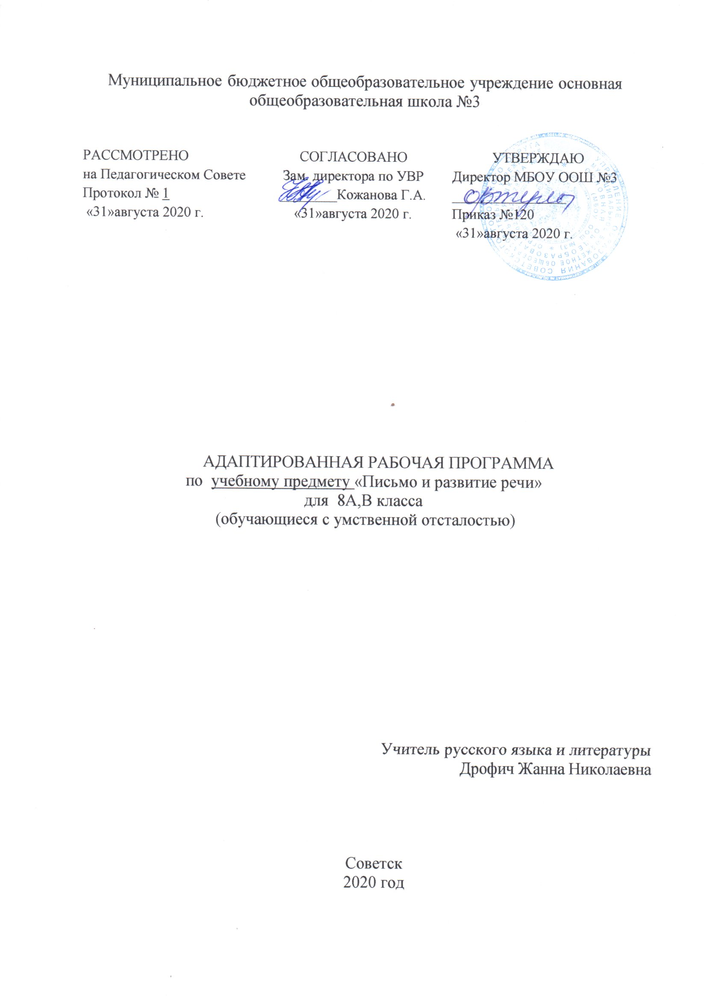 Муниципальное бюджетное общеобразовательное учреждение основная
общеобразовательная школа №3
РАССМОТРЕНО
на Педагогическом Совете
Протокол № 1
«31»августа 2020 г.
СОГЛАСОВАНО
Зам. директора по УВР
Кожанова Г.А.
«31»августа 2020 г.
УТВЕРЖДАЮ
Директор МБОУ ООШ №3
Приказ №120
«31»августа 2020 г.
АДАПТИРОВАННАЯ РАБОЧАЯ ПРОГРАММА
по учебному предмету «Письмо и развитие речи»
для 8А,В класса
(обучающиеся с умственной отсталостью)
Учитель русского языка и литературы
Дрофич Жанна Николаевна
Советск
2020 год